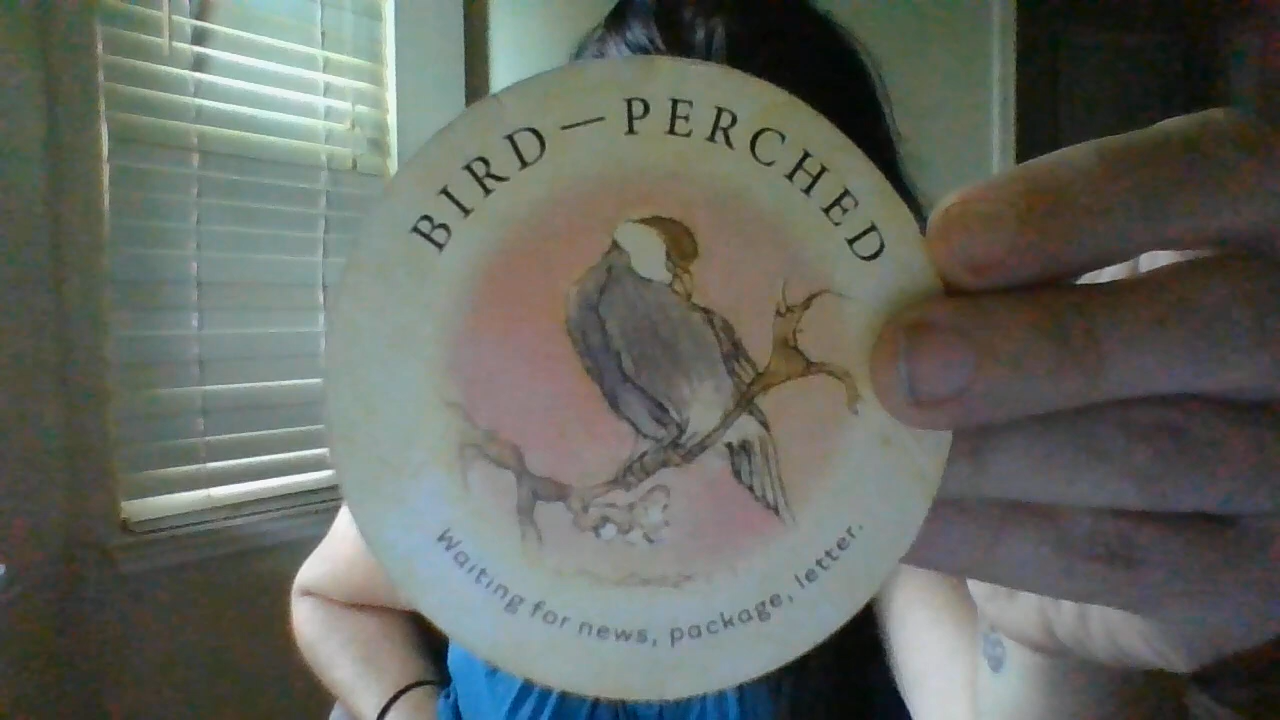 BIRD—PERCHED
Waiting for news, package, letter.